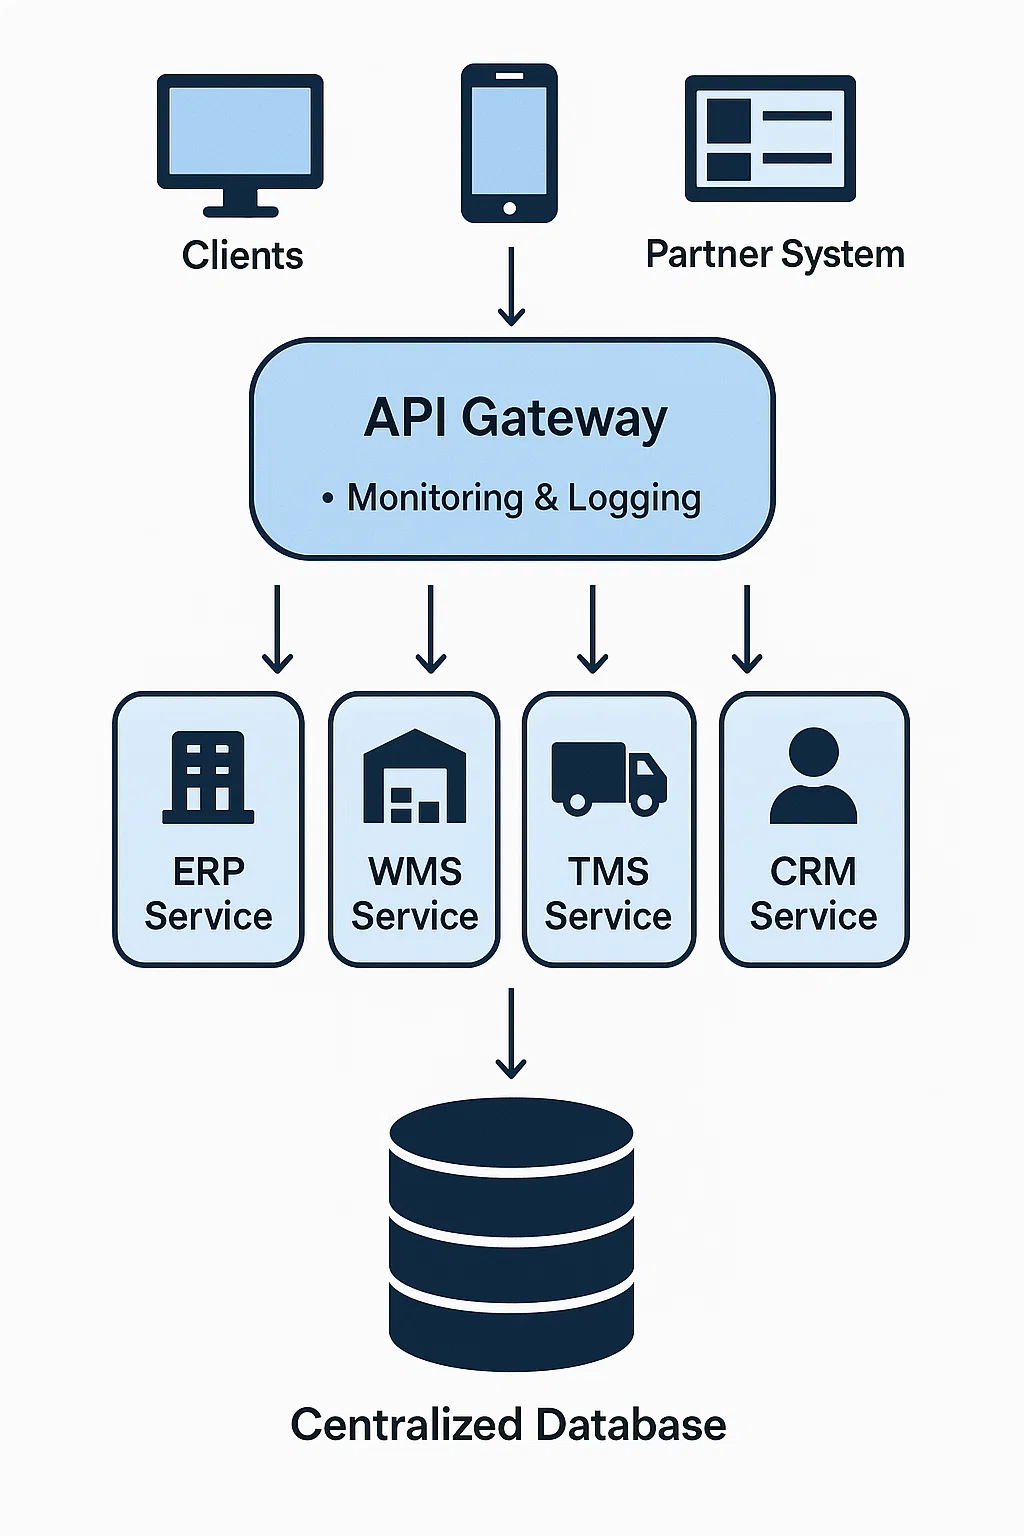 Clients
Partner System
API Gateway
• Monitoring & Logging
ERP
Service
WMS
Service
TMS
Service
CRM
Service
Centralized Database